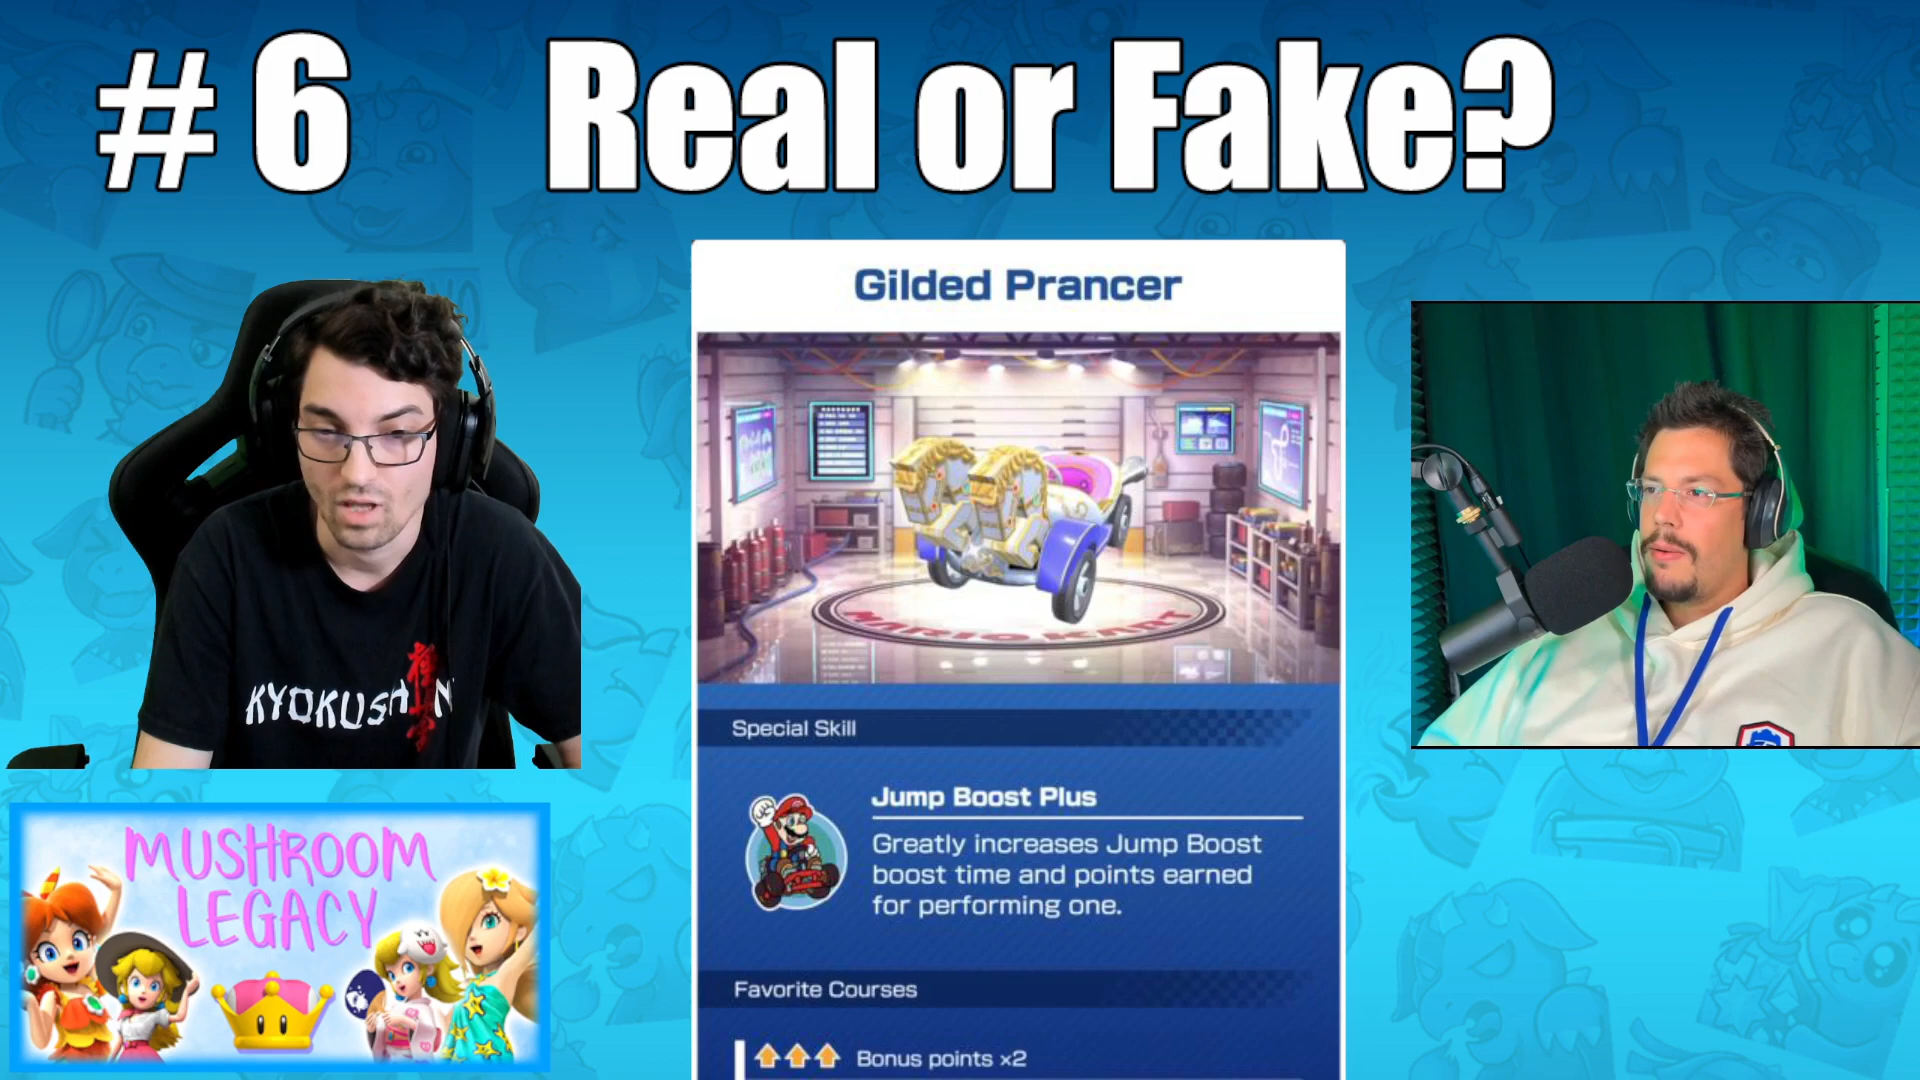 # 6 Real or Fake?
Gilded Prancer
MARIO KART
Special Skill
Jump Boost Plus
Greatly increases Jump Boost
boost time and points earned
for performing one.
Favorite Courses
Bonus points ×2
KYOKUSHIN
MUSHROOM
LEGACY